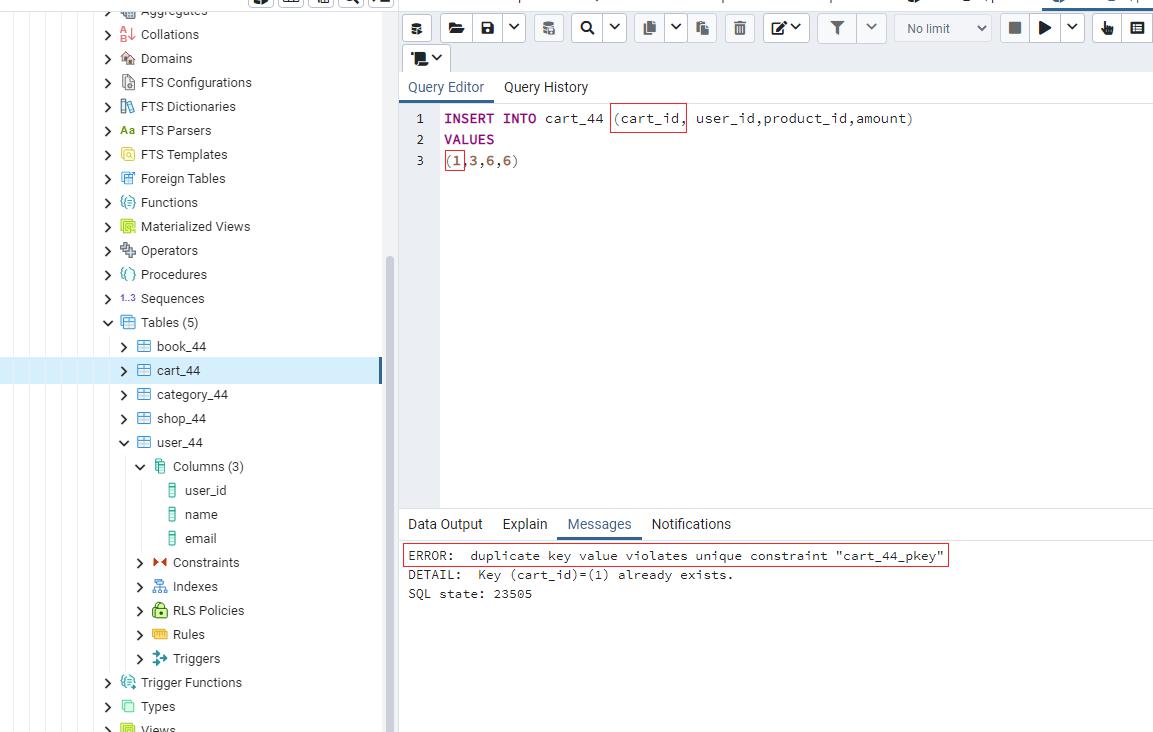 Aggregates
Collations
Domains
FTS Configurations
FTS Dictionaries
Aa FTS Parsers
FTS Templates
Foreign Tables
Functions
Materialized Views
Operators
Procedures
1..3 Sequences
Tables (5)
book_44
cart_44
category_44
shop_44
user_44
Columns (3)
user_id
name
email
Constraints
Indexes
RLS Policies
Rules
Triggers
Trigger Functions
Types
Views
No limit
Query Editor Query History
1 INSERT INTO cart_44 (cart_id, user_id,product_id,amount)
2 VALUES
3 (1,3,6,6)
Data Output Explain Messages Notifications
ERROR:  duplicate key value violates unique constraint "cart_44_pkey"
DETAIL:  Key (cart_id)=(1) already exists.
SQL state: 23505